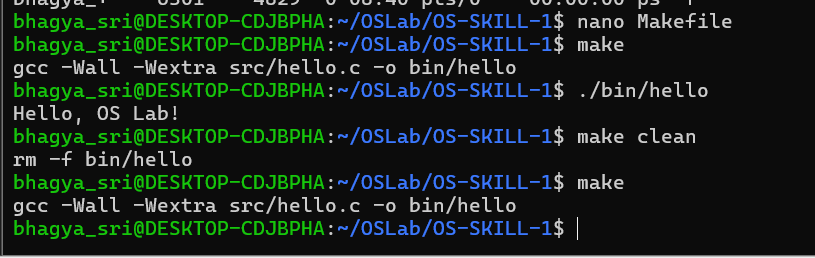 bhagya_sri@DESKTOP-CDJBPHA:~/OSLab/OS-SKILL-1$ nano Makefile
bhagya_sri@DESKTOP-CDJBPHA:~/OSLab/OS-SKILL-1$ make
gcc -Wall -Wextra src/hello.c -o bin/hello
bhagya_sri@DESKTOP-CDJBPHA:~/OSLab/OS-SKILL-1$ ./bin/hello
Hello, OS Lab!
bhagya_sri@DESKTOP-CDJBPHA:~/OSLab/OS-SKILL-1$ make clean
rm -f bin/hello
bhagya_sri@DESKTOP-CDJBPHA:~/OSLab/OS-SKILL-1$ make
gcc -Wall -Wextra src/hello.c -o bin/hello
bhagya_sri@DESKTOP-CDJBPHA:~/OSLab/OS-SKILL-1$